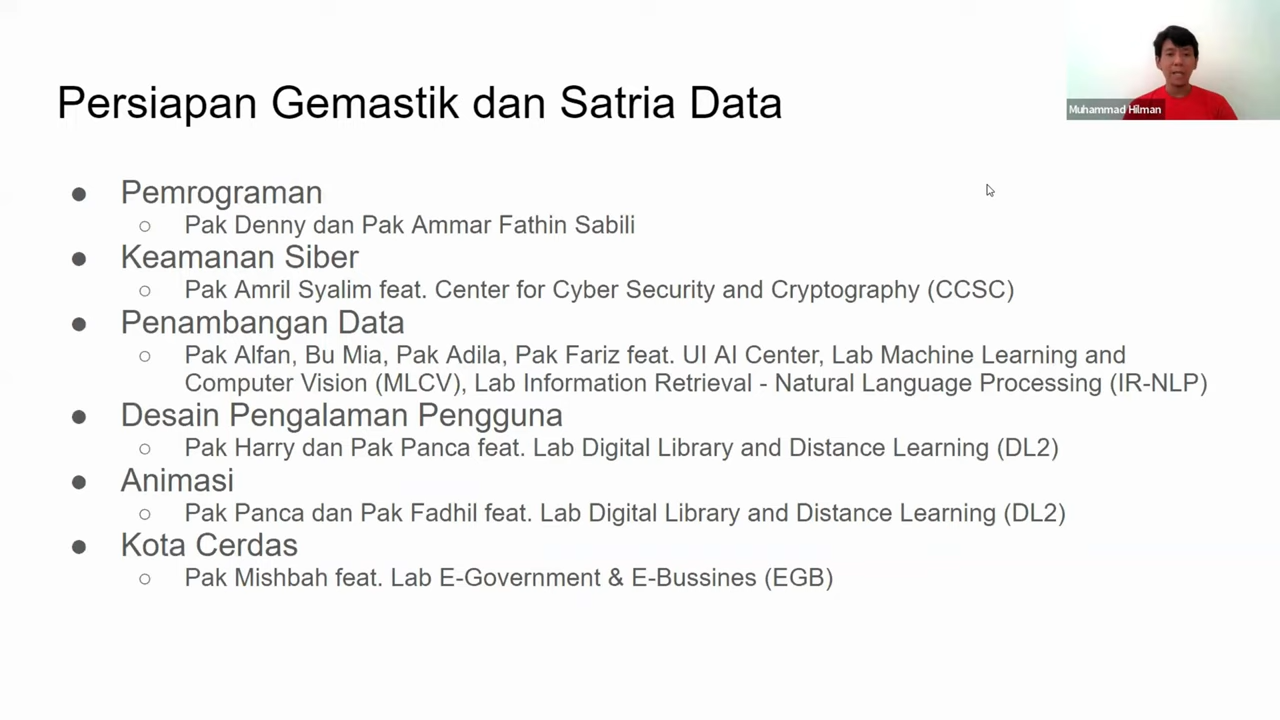 Persiapan Gemastik dan Satria Data
Muhammad Hilman
● Pemrograman
○ Pak Denny dan Pak Ammar Fathin Sabili
● Keamanan Siber
○ Pak Amril Syalim feat. Center for Cyber Security and Cryptography (CCSC)
● Penambangan Data
○ Pak Alfan, Bu Mia, Pak Adila, Pak Fariz feat. UI AI Center, Lab Machine Learning and
Computer Vision (MLCV), Lab Information Retrieval - Natural Language Processing (IR-NLP)
● Desain Pengalaman Pengguna
○ Pak Harry dan Pak Panca feat. Lab Digital Library and Distance Learning (DL2)
● Animasi
○ Pak Panca dan Pak Fadhil feat. Lab Digital Library and Distance Learning (DL2)
● Kota Cerdas
○ Pak Mishbah feat. Lab E-Government & E-Bussines (EGB)